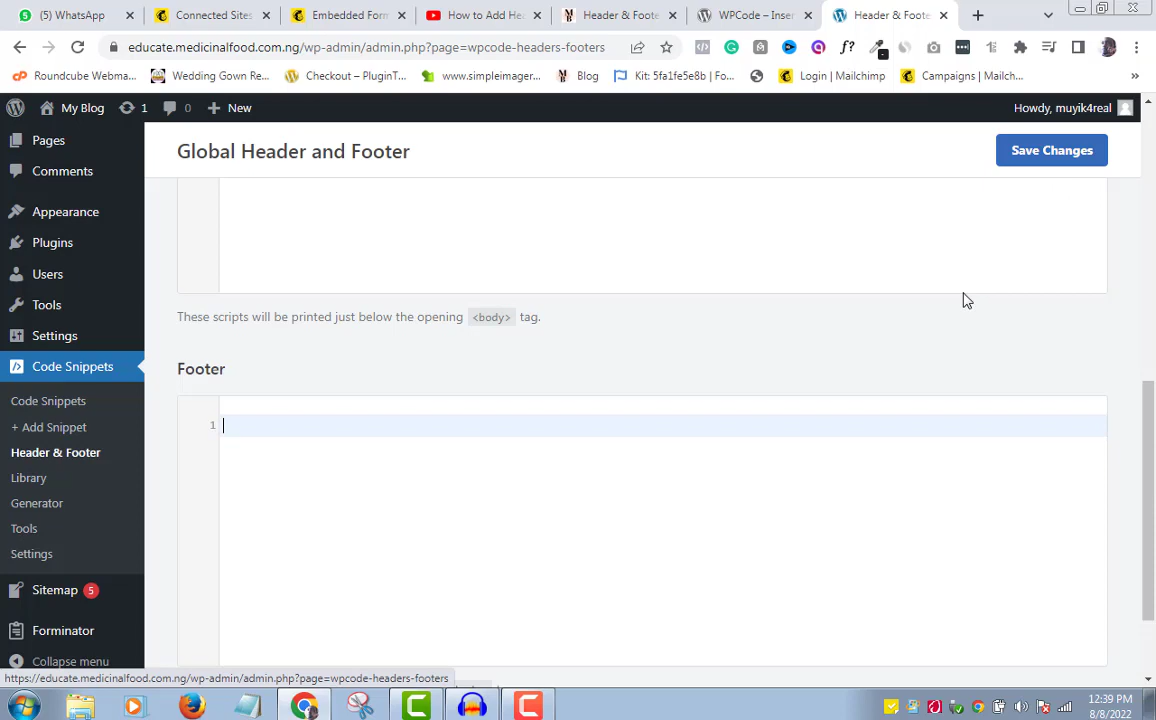 (5) WhatsApp
Connected Sites
Embedded Form
How to Add He
Header & Foote
WPCode – Inser
Header & Foote
educate.medicinalfood.com.ng/wp-admin/admin.php?page=wpcode-headers-footers
f?
Roundcube Webma...
Wedding Gown Re...
Checkout – PluginT...
www.simpleimager...
Blog
Kit: 5fa1fe5e8b | Fo...
Login | Mailchimp
Campaigns | Mailch...
»
My Blog
1
0
New
Howdy, muyik4real
Pages
Comments
Appearance
Plugins
Users
Tools
Settings
Code Snippets
Code Snippets
+ Add Snippet
Header & Footer
Library
Generator
Tools
Settings
Sitemap 5
Forminator
Collapse menu
Global Header and Footer
Save Changes
These scripts will be printed just below the opening <body> tag.
Footer
1
https://educate.medicinalfood.com.ng/wp-admin/admin.php?page=wpcode-headers-footers
12:39 PM
8/8/2022